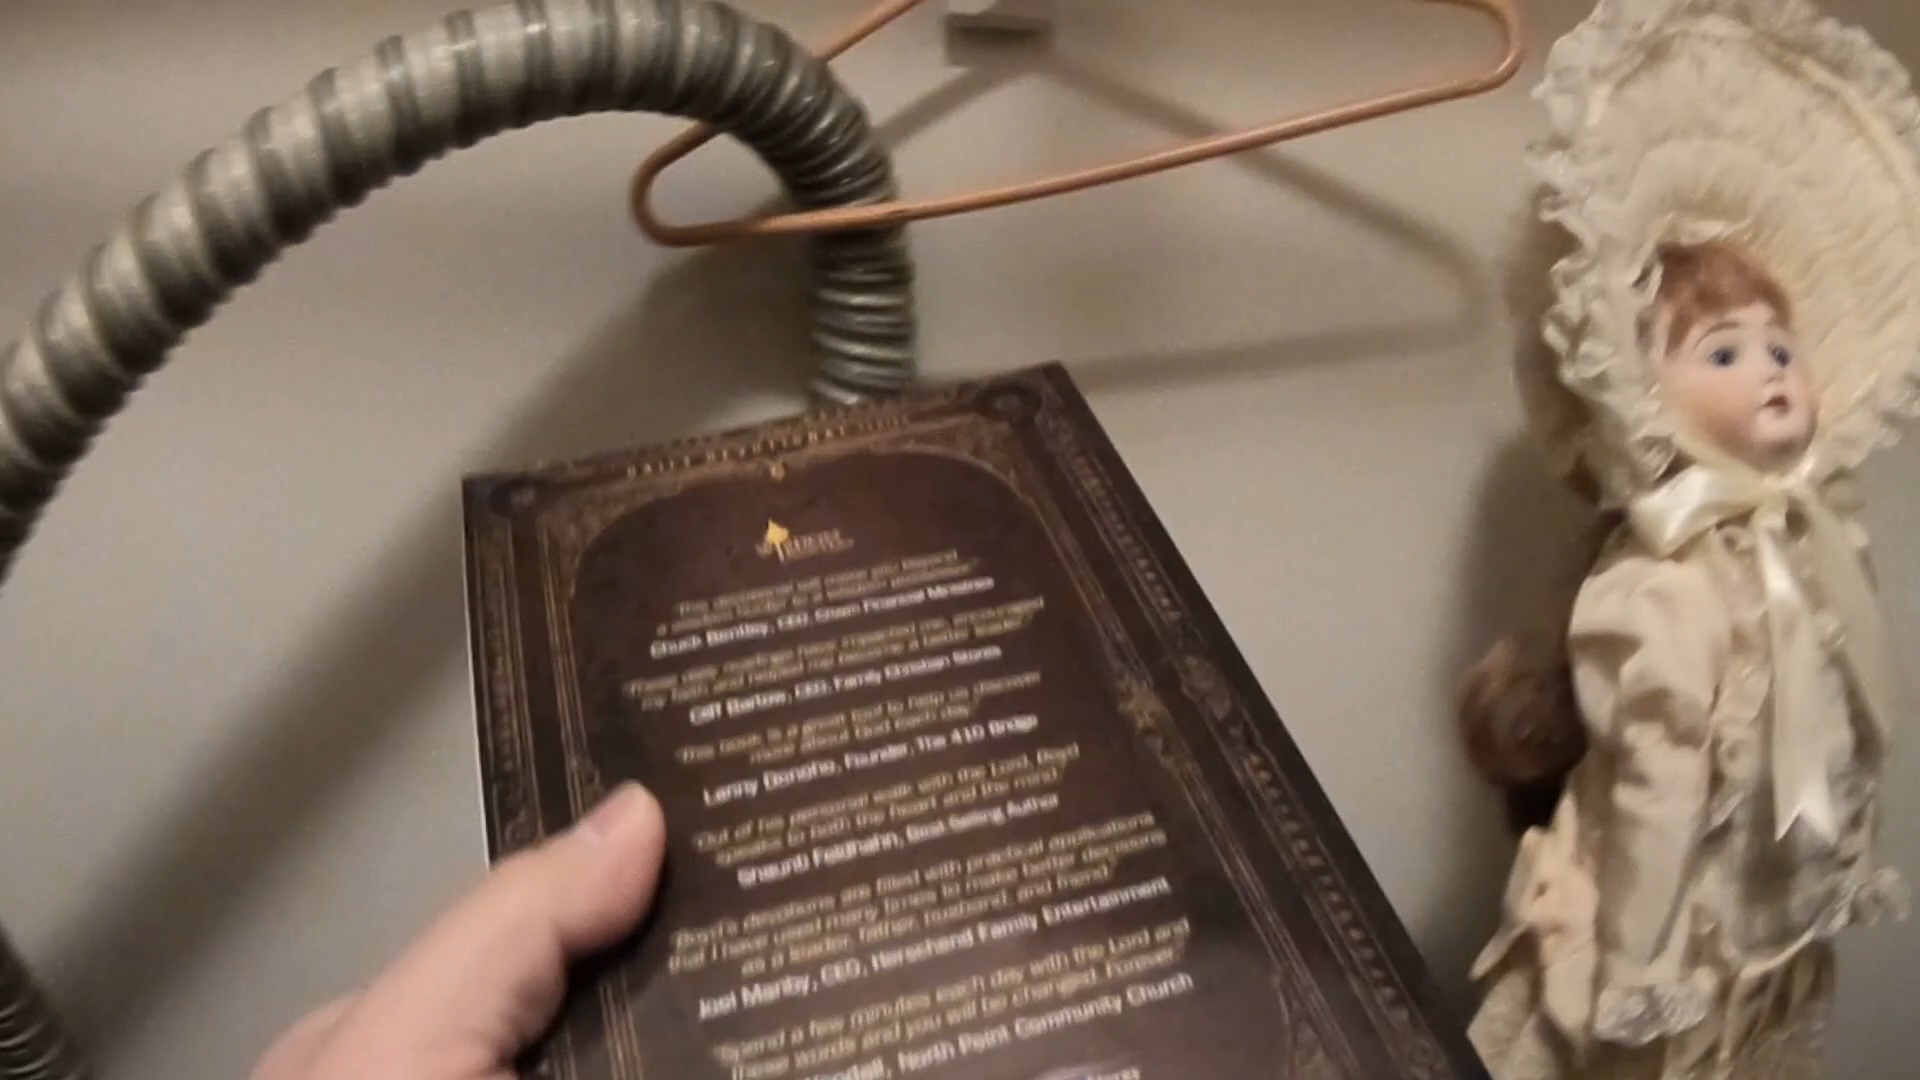 DAILY DEVOTIONAL
WISDOM
"This devotional will move you beyond
a wisdom reader to a wisdom possessor."
Chuck Bentley, CEO, Crown Financial Ministries
"These daily readings have impacted me, encouraged
my faith and helped me become a better leader."
Cliff Bartow, CEO, Family Christian Stores
"This book is a great tool to help us discover
more about God each day."
Lanny Donoho, Founder, The 410 Bridge
"Out of his personal walk with the Lord, Boyd
speaks to both the heart and the mind."
Shaunti Feldhahn, Best-Selling Author
"Boyd's devotions are filled with practical applications
that I have used many times to make better decisions
as a leader, father, husband, and friend."
Joel Manby, CEO, Herschend Family Entertainment
"Spend a few minutes each day with the Lord and
these words and you will be changed. Forever."
North Point Community Church